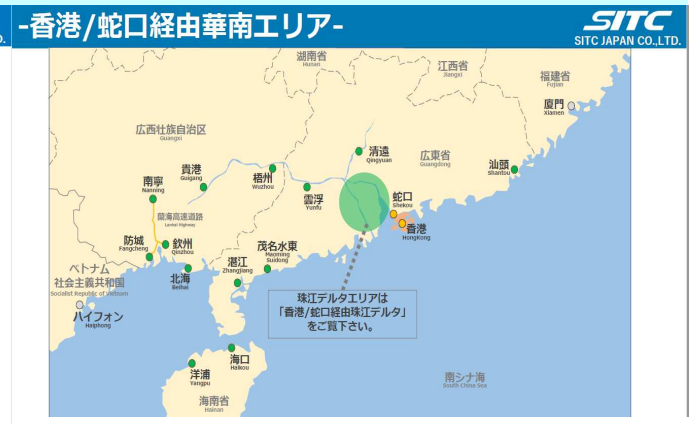 -香港/蛇口経由華南エリア-
SITC
SITC JAPAN CO.,LTD.
湖南省
Hunan
江西省
Jiangxi
福建省
Fujian
廈門
Xiamen
広西壮族自治区
Guangxi
清遠
Qingyuan
広東省
Guangdong
汕頭
Shantou
貴港
Guigang
梧州
Wuzhou
南寧
Nanning
雲浮
Yunfu
蛇口
Shekou
香港
HongKong
蘭海高速道路
Lanhai Highway
防城
Fangcheng
欽州
Qinzhou
茂名水東
Maoming
Suidong
湛江
Zhangjiang
北海
Beihai
ベトナム
社会主義共和国
Socialist Republic of Vietnam
ハイフォン
Haiphong
珠江デルタエリアは
「香港/蛇口経由珠江デルタ」
をご覧下さい。
海口
Haikou
洋浦
Yangpu
海南省
Hainan
南シナ海
South China Sea